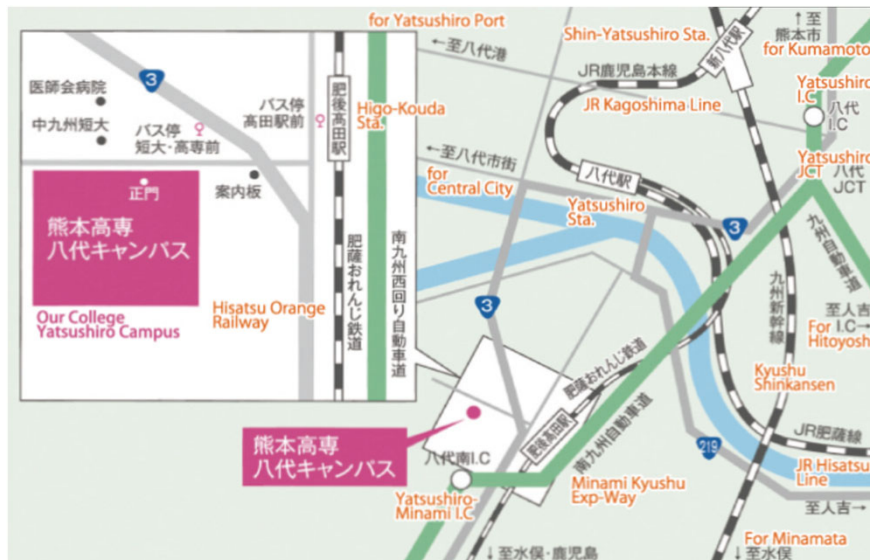 for Yatsushiro Port
←至八代港
Shin-Yatsushiro Sta.
新八代駅
↑至
熊本市
for Kumamoto
JR鹿児島本線
JR Kagoshima Line
Yatsushiro
I.C
八代
I.C
3
医師会病院
中九州短大
バス停
短大・高専前
バス停
高田駅前
肥後高田駅
Higo-Kouda
Sta.
←至八代市街
for
Central City
八代駅
Yatsushiro
Sta.
Yatsushiro
JCT
八代
JCT
正門
案内板
熊本高専
八代キャンパス
Our College
Yatsushiro Campus
Hisatsu Orange
Railway
肥薩おれんじ鉄道
南九州西回り自動車道
3
3
九州自動車道
九州新幹線
至人吉
I.C→
For
Hitoyoshi
Kyushu
Shinkansen
肥薩おれんじ鉄道
肥後高田駅
南九州自動車道
熊本高専
八代キャンパス
八代南I.C
Yatsushiro-
Minami I.C
Minami Kyushu
Exp-Way
219
JR肥薩線
JR Hisatsu
Line
至人吉→
For Minamata
↓至水俣・鹿児島
↓至水俣